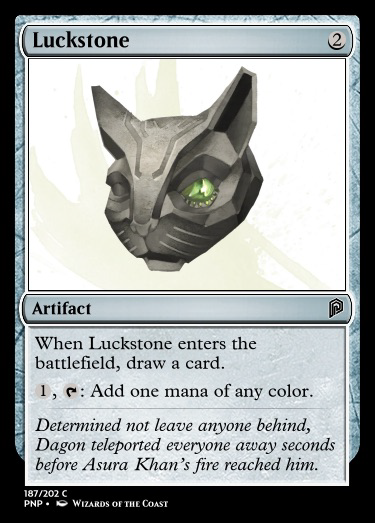 Luckstone 2
Artifact
When Luckstone enters the
battlefield, draw a card.
1, : Add one mana of any color.
Determined not leave anyone behind,
Dagon teleported everyone away seconds
before Asura Khan's fire reached him.
187/202 C
PNP • Wizards of the Coast